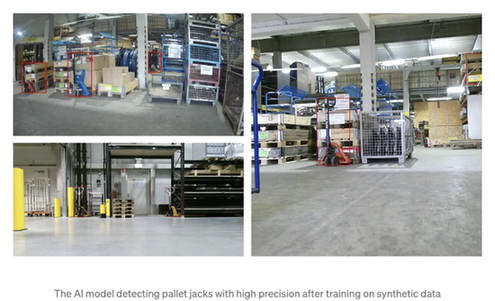 The AI model detecting pallet jacks with high precision after training on synthetic data